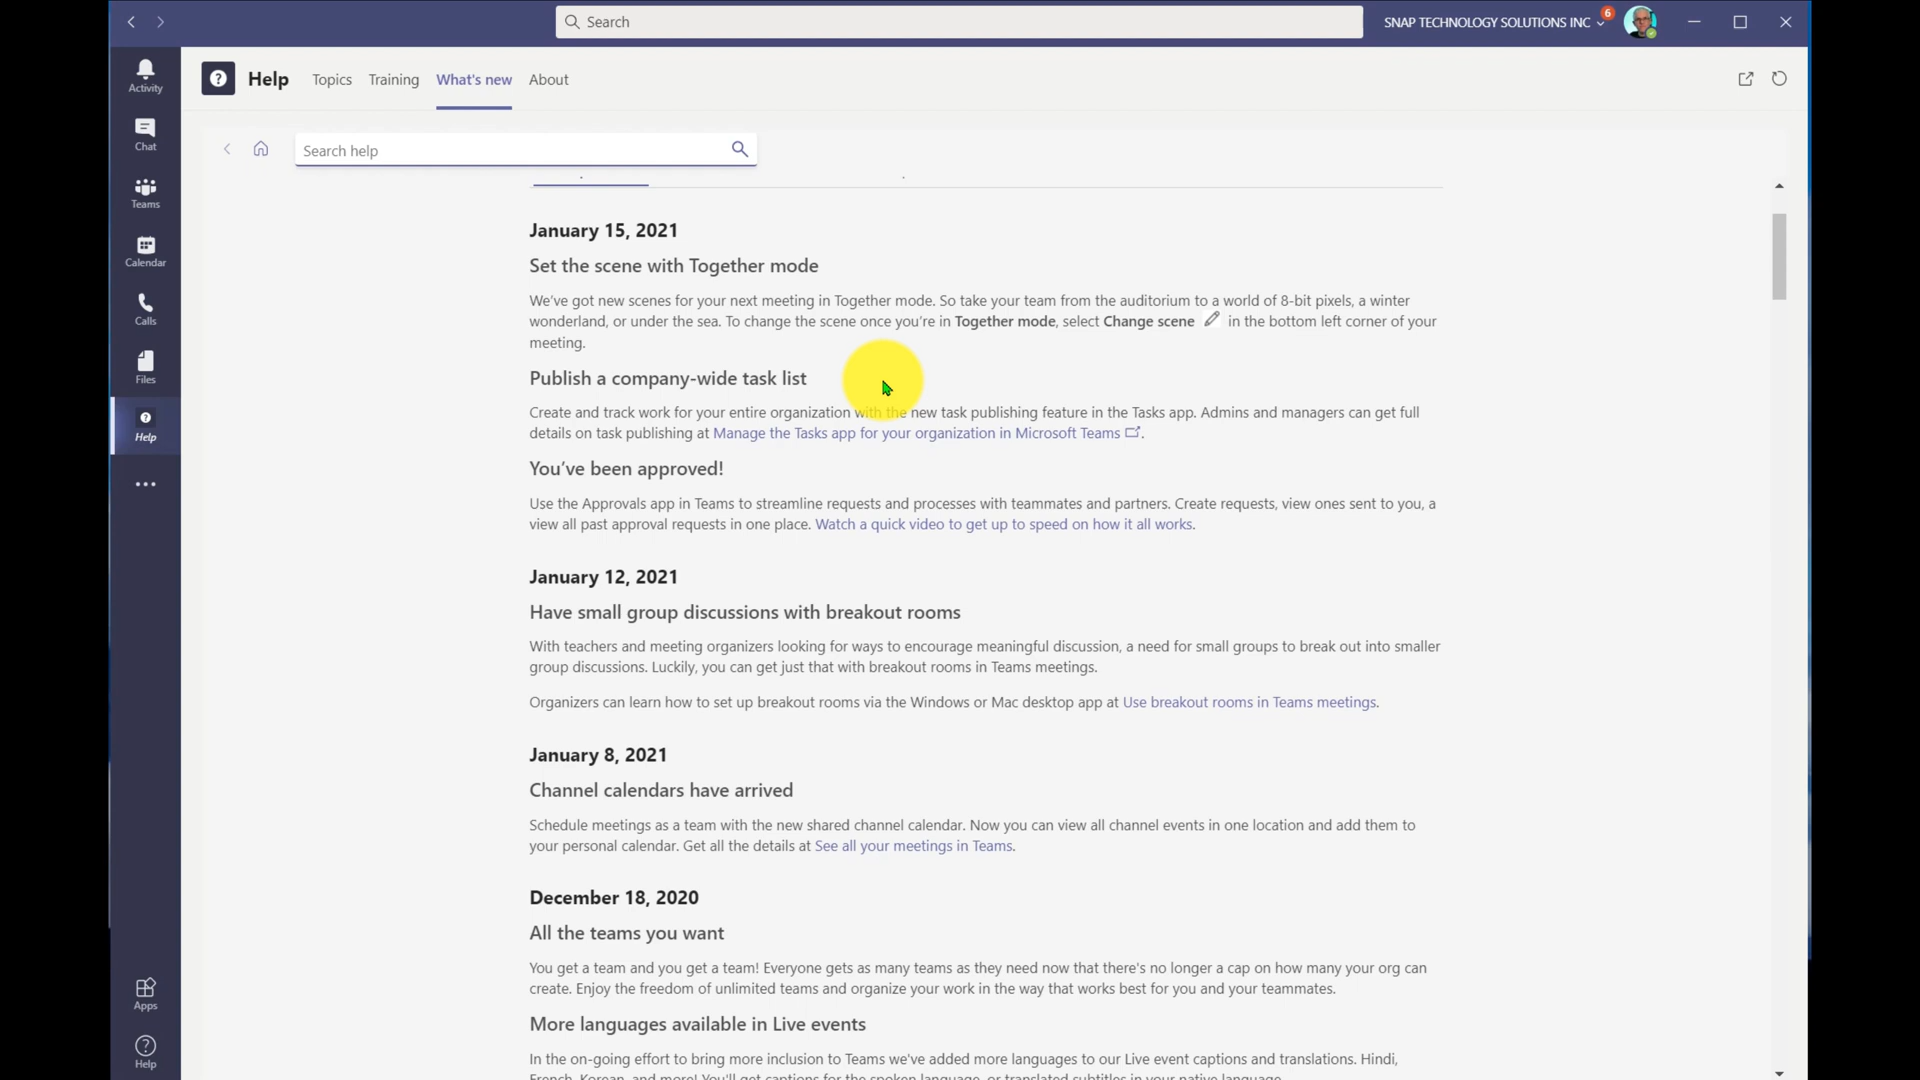 Search
SNAP TECHNOLOGY SOLUTIONS INC
6
Activity
Chat
Teams
Calendar
Calls
Files
Help
Apps
Help
Help
Topics
Training
What's new
About
Search help
January 15, 2021
Set the scene with Together mode
We've got new scenes for your next meeting in Together mode. So take your team from the auditorium to a world of 8-bit pixels, a winter
wonderland, or under the sea. To change the scene once you're in Together mode, select Change scene in the bottom left corner of your
meeting.
Publish a company-wide task list
Create and track work for your entire organization with the new task publishing feature in the Tasks app. Admins and managers can get full
details on task publishing at Manage the Tasks app for your organization in Microsoft Teams.
You've been approved!
Use the Approvals app in Teams to streamline requests and processes with teammates and partners. Create requests, view ones sent to you, a
view all past approval requests in one place. Watch a quick video to get up to speed on how it all works.
January 12, 2021
Have small group discussions with breakout rooms
With teachers and meeting organizers looking for ways to encourage meaningful discussion, a need for small groups to break out into smaller
group discussions. Luckily, you can get just that with breakout rooms in Teams meetings.
Organizers can learn how to set up breakout rooms via the Windows or Mac desktop app at Use breakout rooms in Teams meetings.
January 8, 2021
Channel calendars have arrived
Schedule meetings as a team with the new shared channel calendar. Now you can view all channel events in one location and add them to
your personal calendar. Get all the details at See all your meetings in Teams.
December 18, 2020
All the teams you want
You get a team and you get a team! Everyone gets as many teams as they need now that there's no longer a cap on how many your org can
create. Enjoy the freedom of unlimited teams and organize your work in the way that works best for you and your teammates.
More languages available in Live events
In the on-going effort to bring more inclusion to Teams we've added more languages to our Live event captions and translations. Hindi,
French, Korean, and more! You'll get captions for the spoken language, or translated subtitles in your native language.